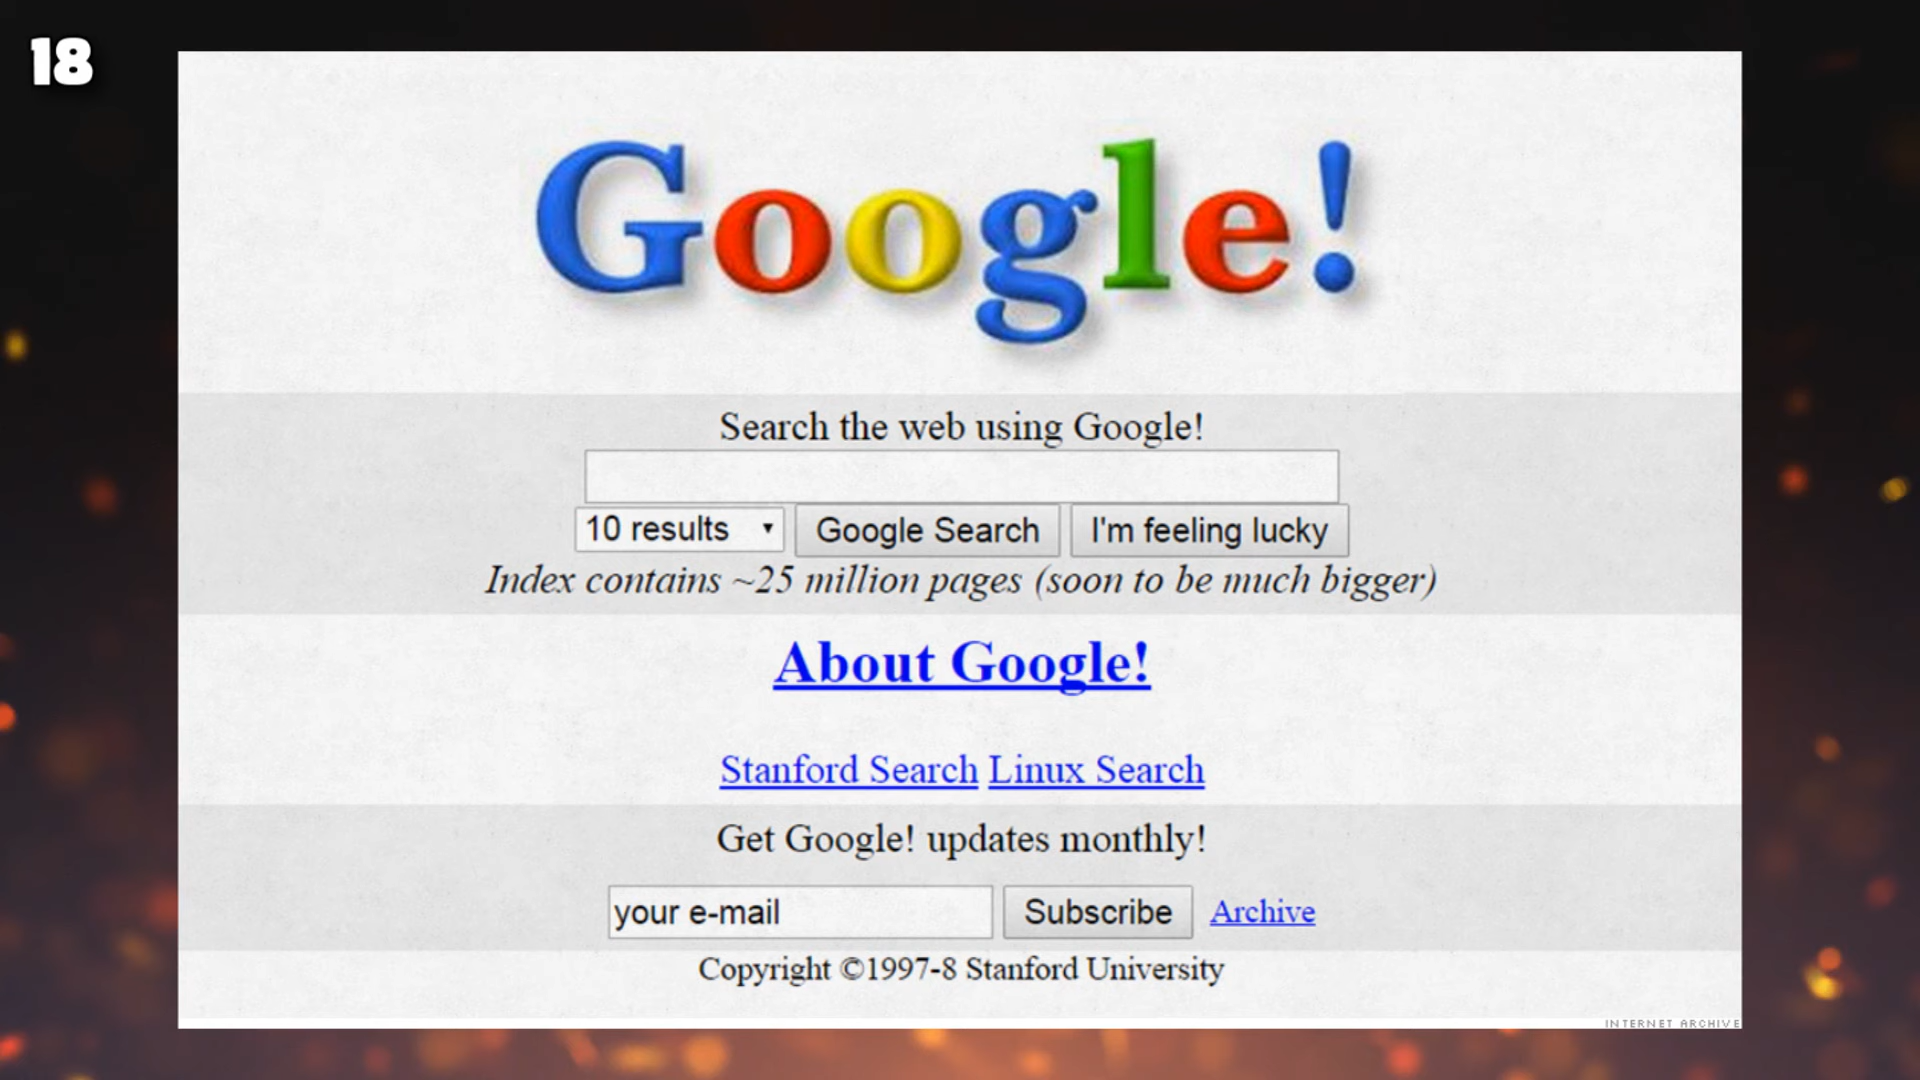 18
Google!
Search the web using Google!
10 results Google Search I'm feeling lucky
Index contains ~25 million pages (soon to be much bigger)
About Google!
Stanford Search Linux Search
Get Google! updates monthly!
your e-mail Subscribe Archive
Copyright ©1997-8 Stanford University
INTERNET ARCHIVE